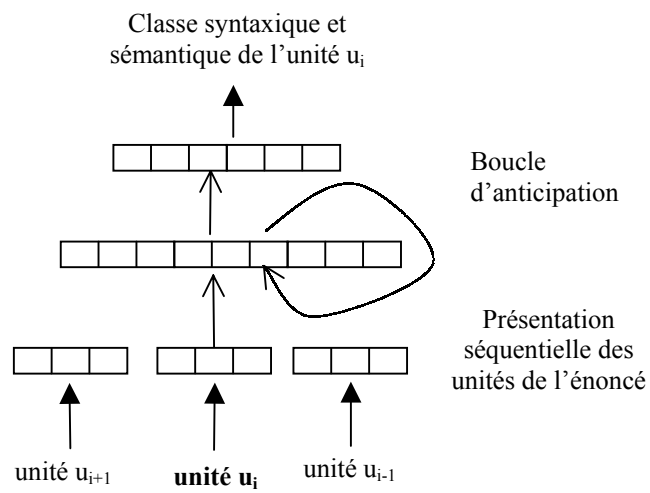 Classe syntaxique et
sémantique de l'unité uᵢ
Boucle
d'anticipation
Présentation
séquentielle des
unités de l'énoncé
unité uᵢ₊₁
unité uᵢ
unité uᵢ₋₁